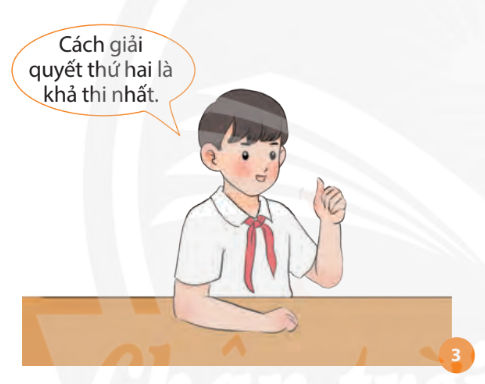 Cách giải
quyết thứ hai là
khả thi nhất.
3